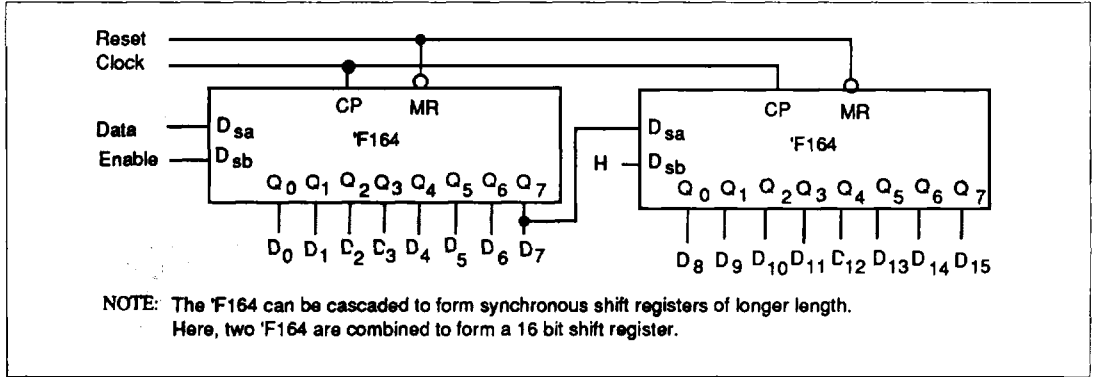 Reset
Clock
CP MR
CP MR
Data Dsa
'F164
Enable Dsb
Q0 Q1 Q2 Q3 Q4 Q5 Q6 Q7
Dsa
'F164
H Dsb
Q0 Q1 Q2 Q3 Q4 Q5 Q6 Q7
D0 D1 D2 D3 D4 D5 D6 D7
D8 D9 D10 D11 D12 D13 D14 D15
NOTE: The 'F164 can be cascaded to form synchronous shift registers of longer length.
Here, two 'F164 are combined to form a 16 bit shift register.